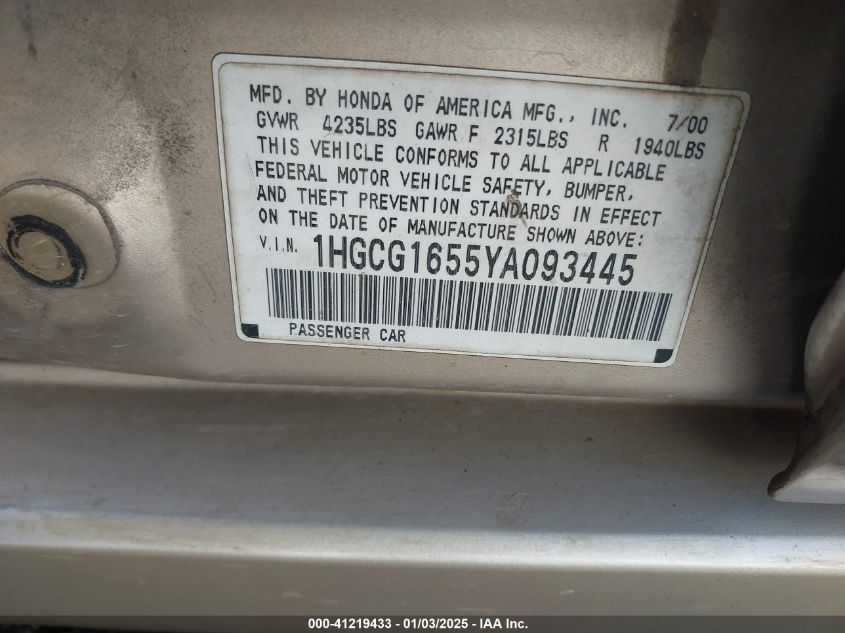 MFD. BY HONDA OF AMERICA MFG., INC. 7/00
GVWR 4235LBS GAWR F 2315LBS R 1940LBS
THIS VEHICLE CONFORMS TO ALL APPLICABLE
FEDERAL MOTOR VEHICLE SAFETY, BUMPER,
AND THEFT PREVENTION STANDARDS IN EFFECT
ON THE DATE OF MANUFACTURE SHOWN ABOVE:
V.I.N. 1HGCG1655YA093445
PASSENGER CAR
000-41219433 - 01/03/2025 - IAA Inc.